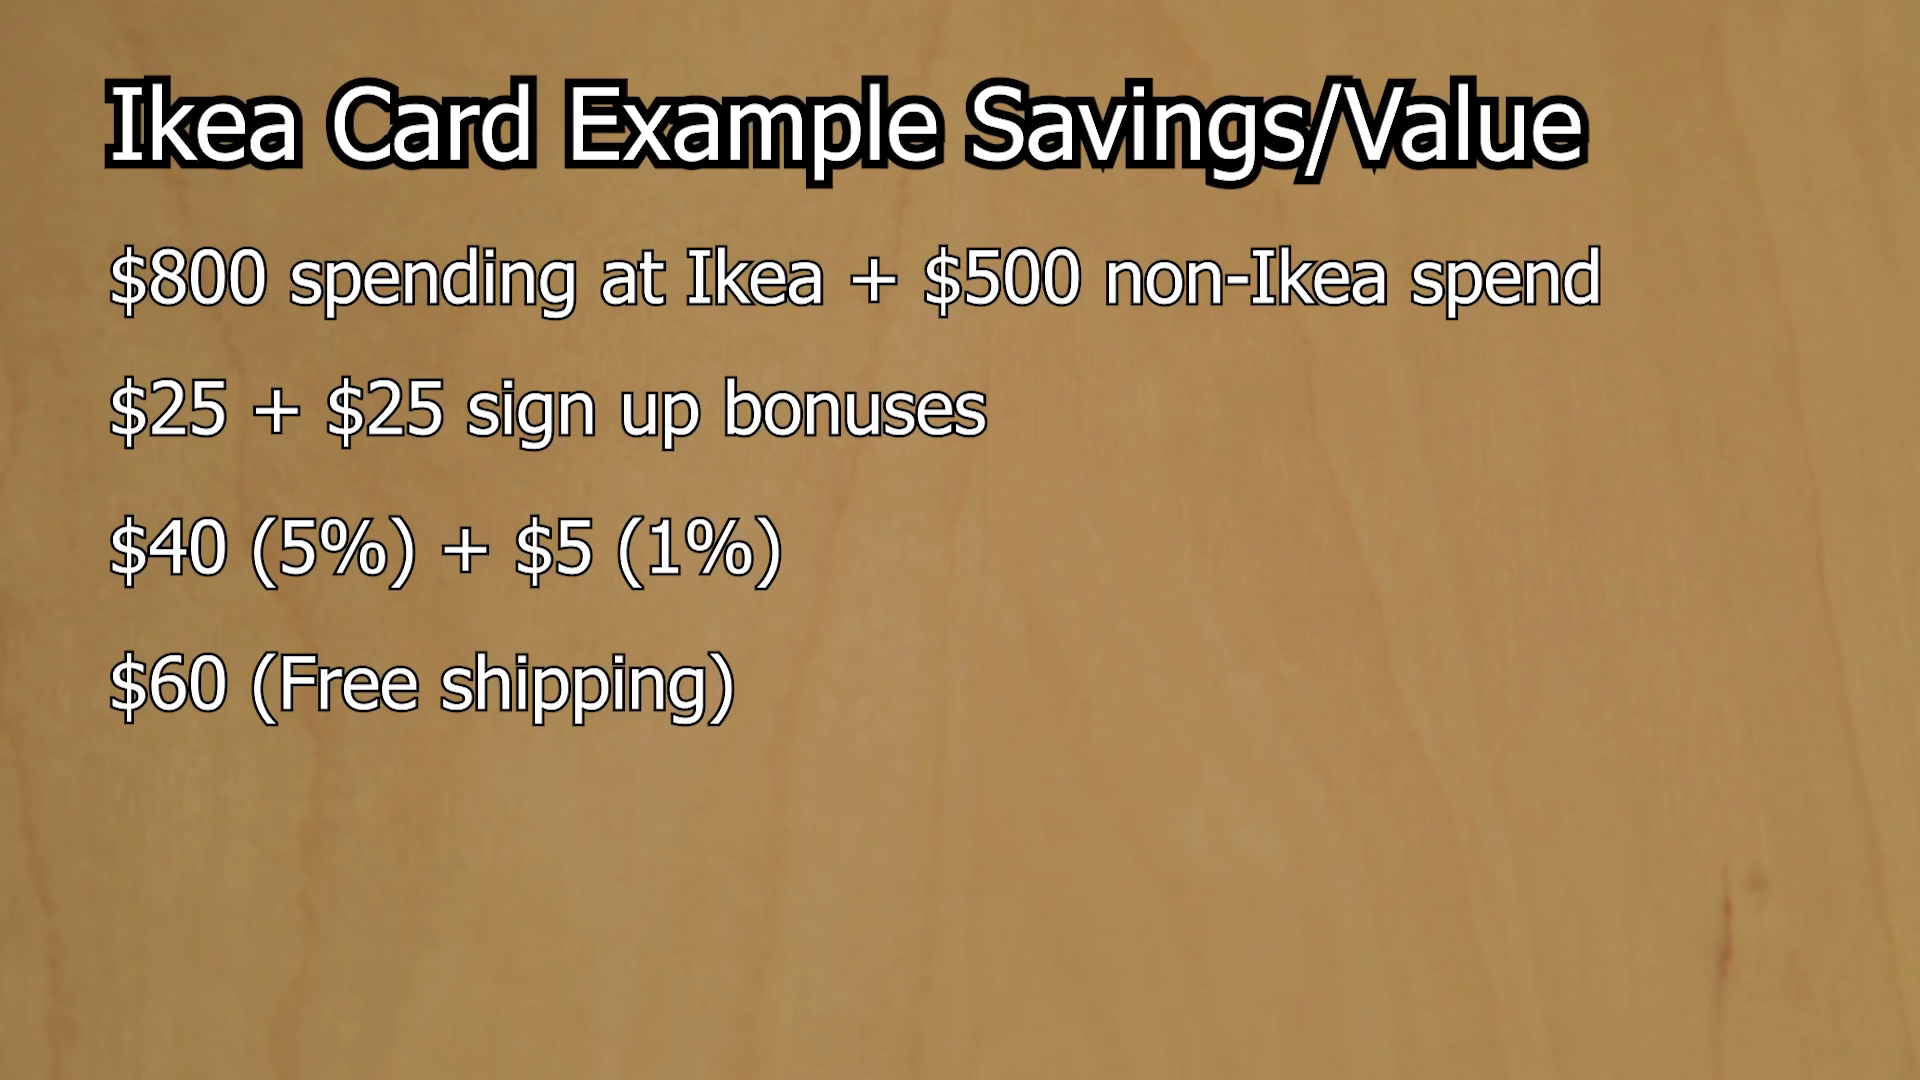 Ikea Card Example Savings/Value
$800 spending at Ikea + $500 non-Ikea spend
$25 + $25 sign up bonuses
$40 (5%) + $5 (1%)
$60 (Free shipping)